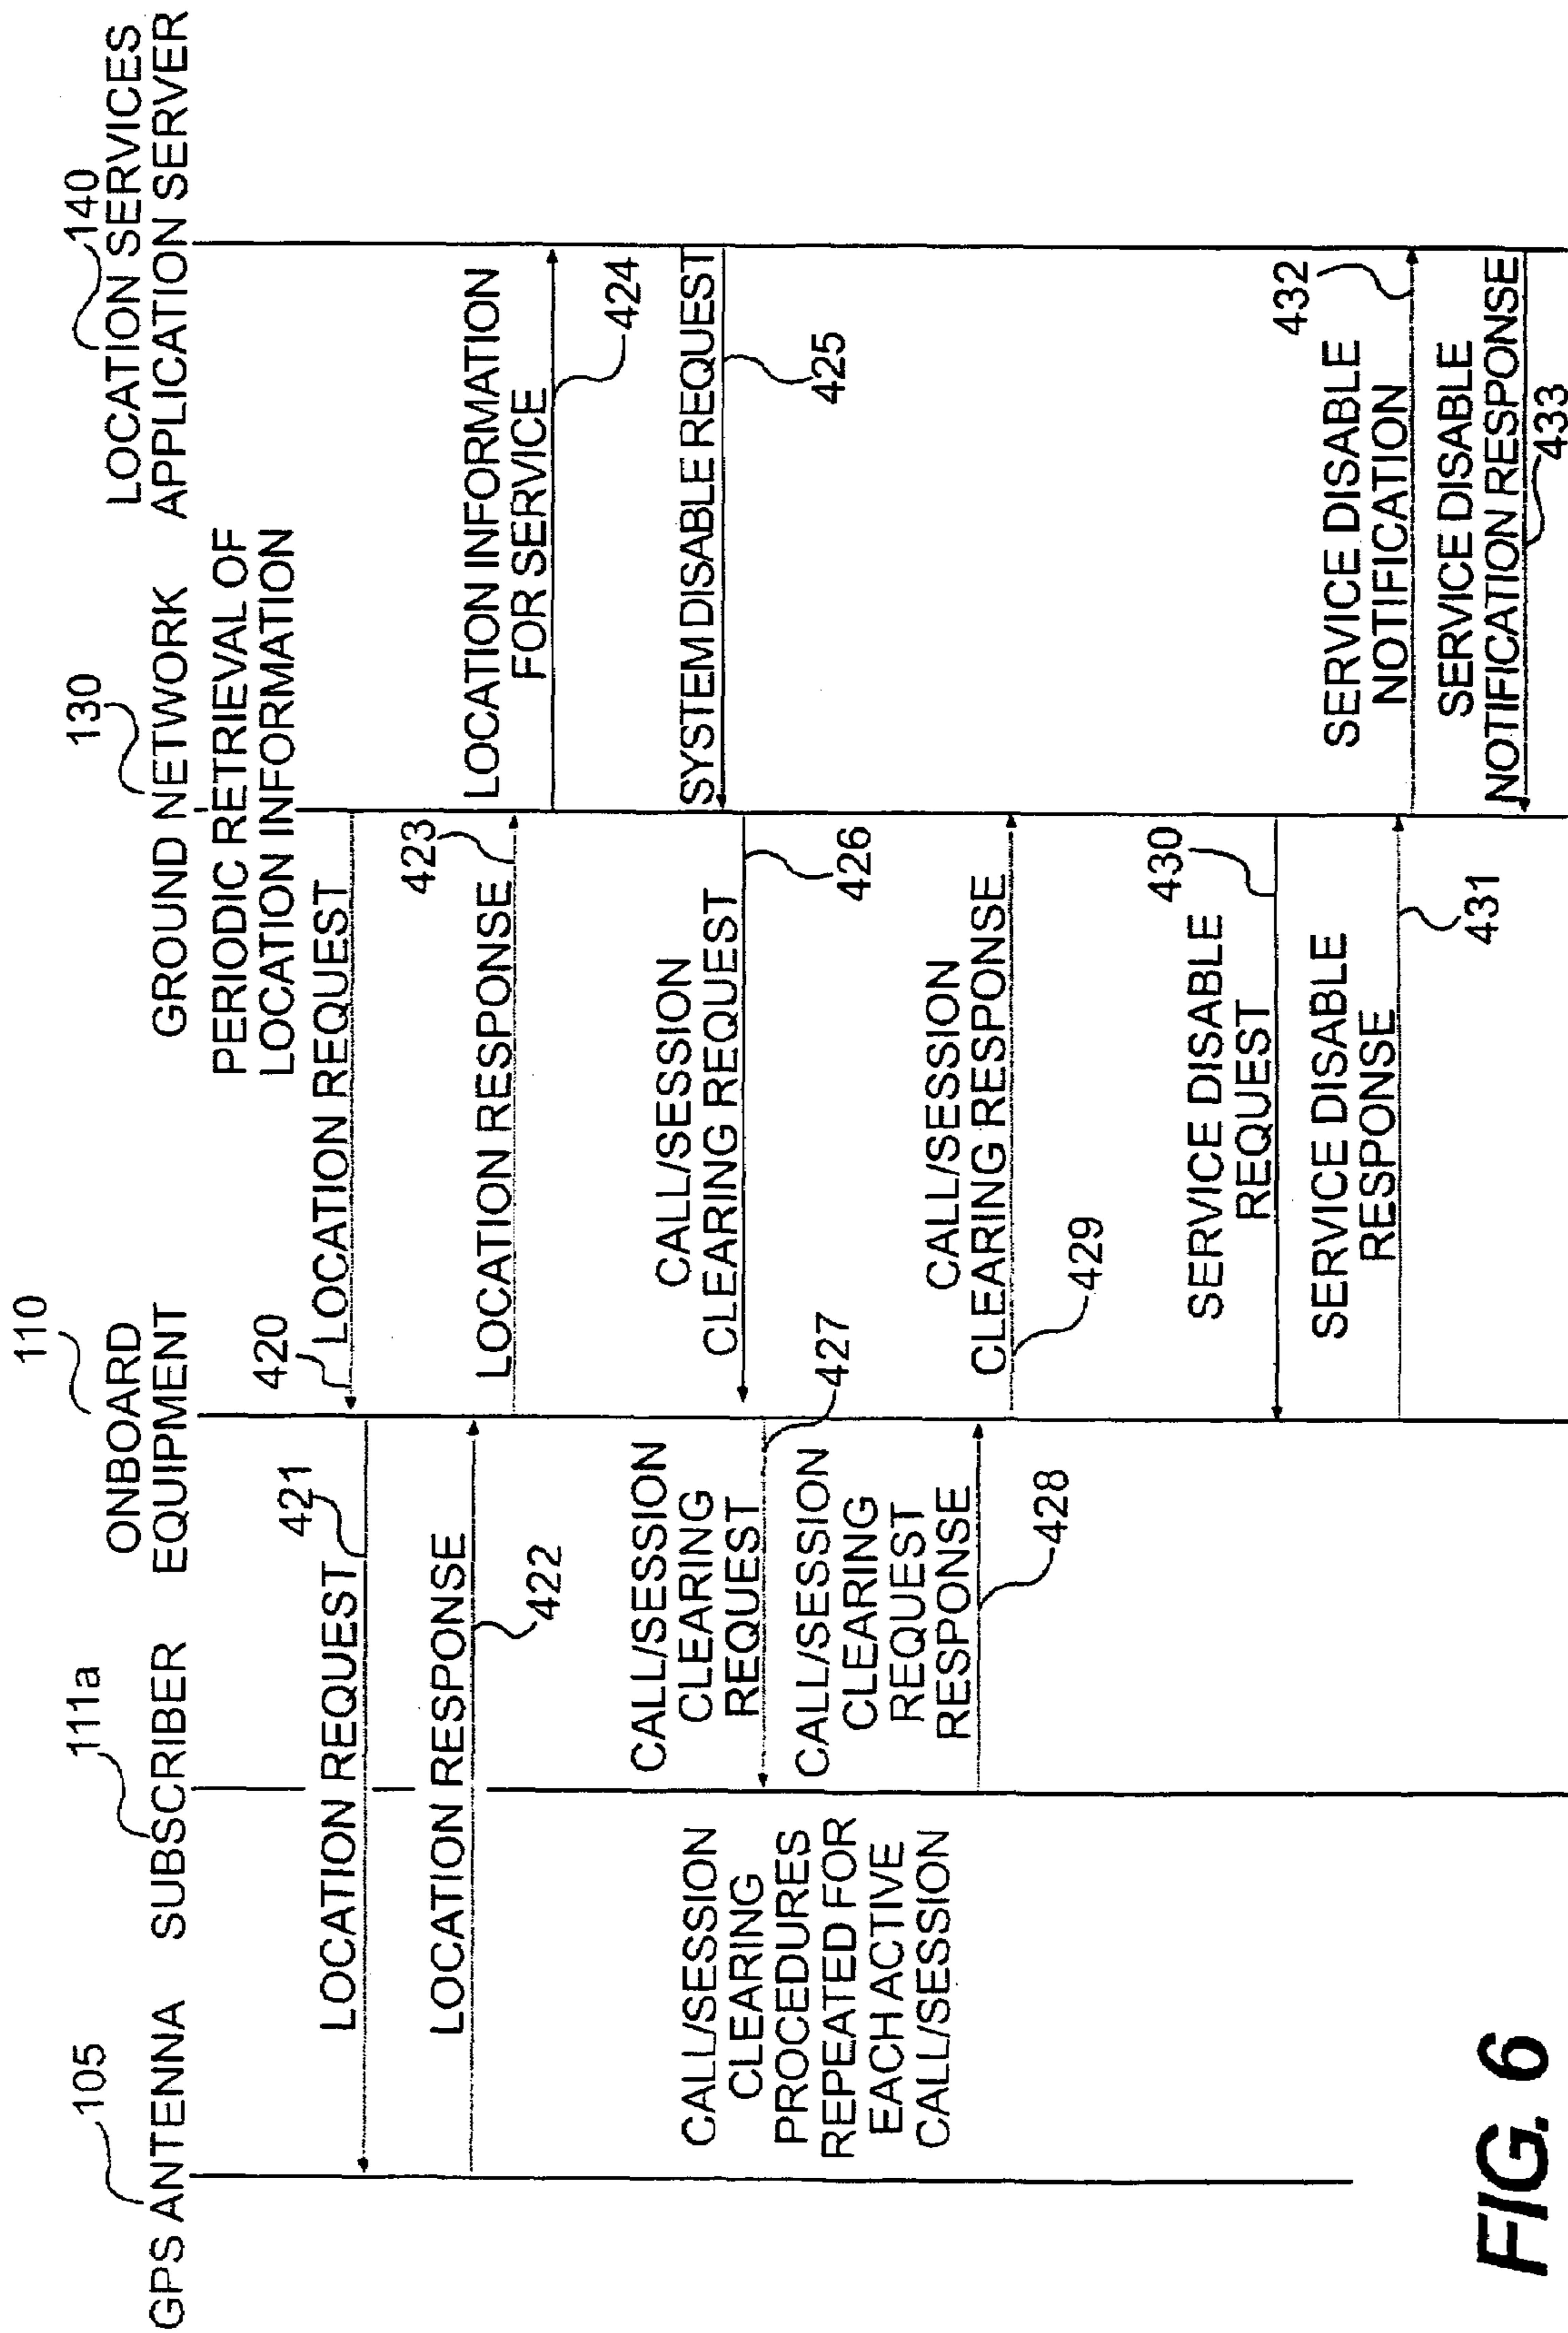 105
GPS ANTENNA
111a
SUBSCRIBER
110
ONBOARD
EQUIPMENT
130
GROUND NETWORK
140
LOCATION SERVICES
APPLICATION SERVER
PERIODIC RETRIEVAL OF
LOCATION INFORMATION
420
LOCATION REQUEST
421
LOCATION REQUEST
LOCATION RESPONSE
422
LOCATION RESPONSE
423
LOCATION INFORMATION
FOR SERVICE
424
SYSTEM DISABLE REQUEST
425
CALL/SESSION
CLEARING REQUEST
426
CALL/SESSION
CLEARING
REQUEST
427
CALL/SESSION
CLEARING
REQUEST
RESPONSE
428
CALL/SESSION
CLEARING
PROCEDURES
REPEATED FOR
EACH ACTIVE
CALL/SESSION
CALL/SESSION
CLEARING RESPONSE
429
430
SERVICE DISABLE
REQUEST
SERVICE DISABLE
RESPONSE
431
432
SERVICE DISABLE
NOTIFICATION
SERVICE DISABLE
NOTIFICATION RESPONSE
433
FIG. 6